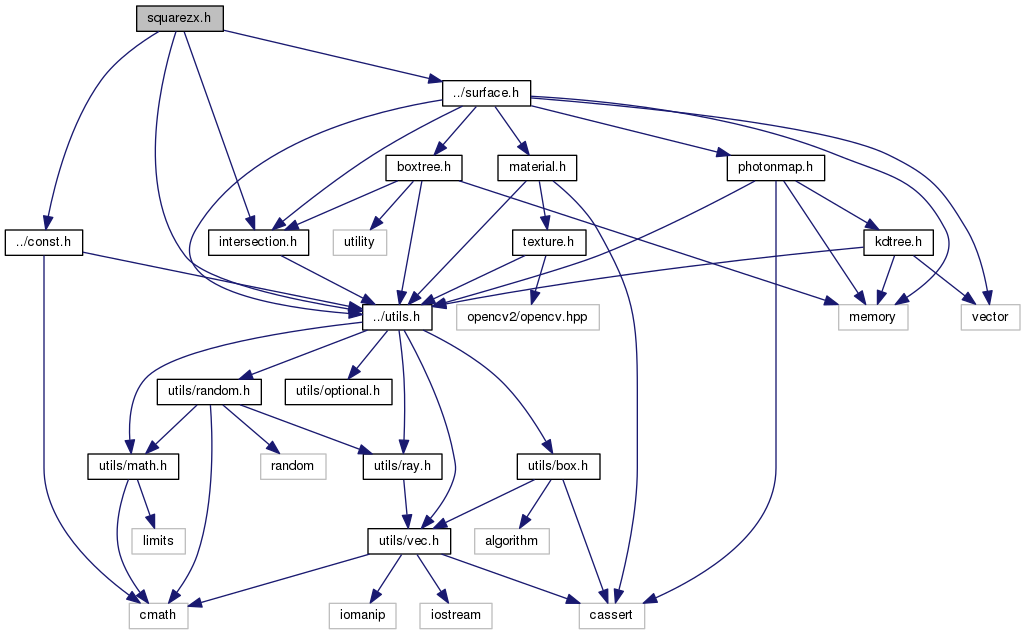 squarezx.h
../surface.h
boxtree.h
material.h
photonmap.h
../const.h
intersection.h
utility
texture.h
kdtree.h
../utils.h
opencv2/opencv.hpp
memory
vector
utils/random.h
utils/optional.h
utils/math.h
random
utils/ray.h
utils/box.h
limits
utils/vec.h
algorithm
cmath
iomanip
iostream
cassert